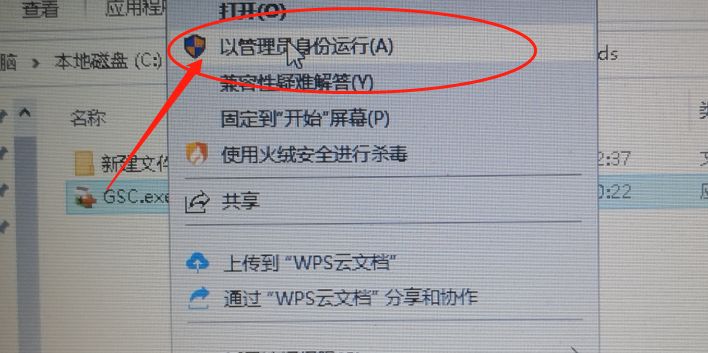 查看
应用程
打开(O)
以管理员身份运行(A)
脑 > 本地磁盘 (C:)
ds
兼容性疑难解答(Y)
名称
固定到"开始"屏幕(P)
新建文件
使用火绒安全进行杀毒
2:37
GSC.exe
0:22
共享
上传到 "WPS云文档"
通过 "WPS云文档" 分享和协作